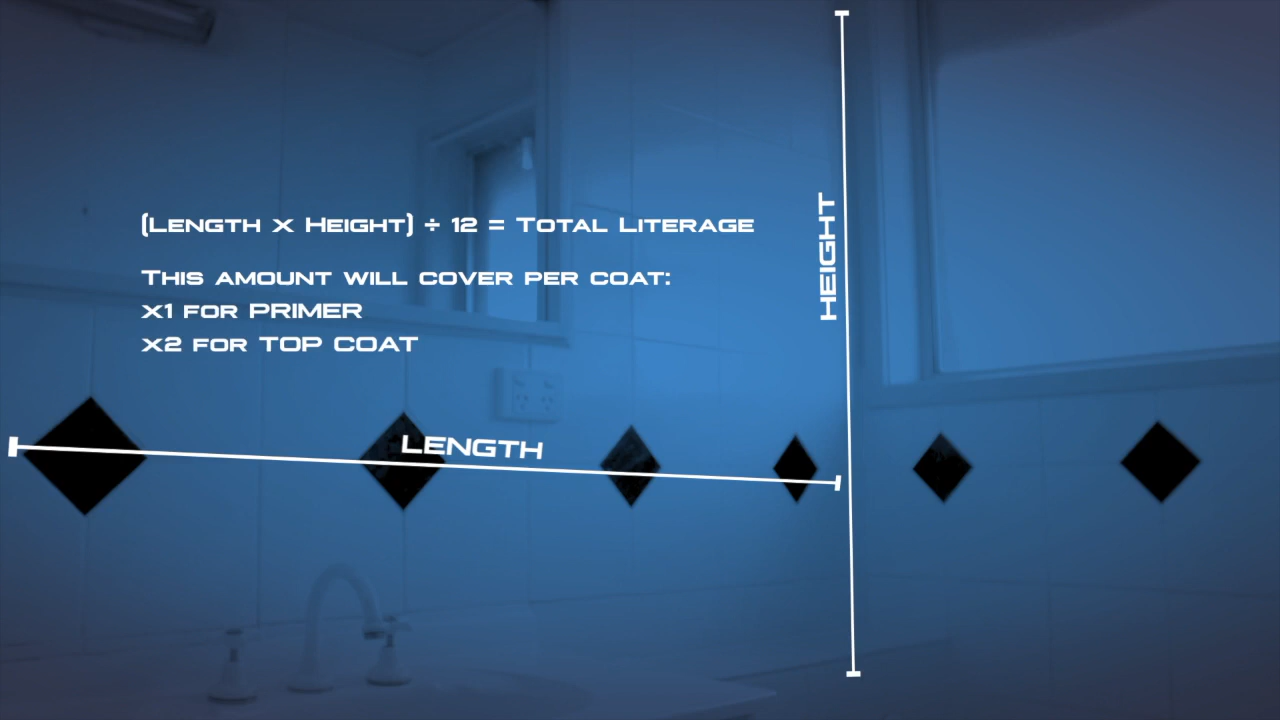 (Length x Height) ÷ 12 = Total Literage
This amount will cover per coat:
x1 for PRIMER
x2 for TOP COAT
HEIGHT
LENGTH